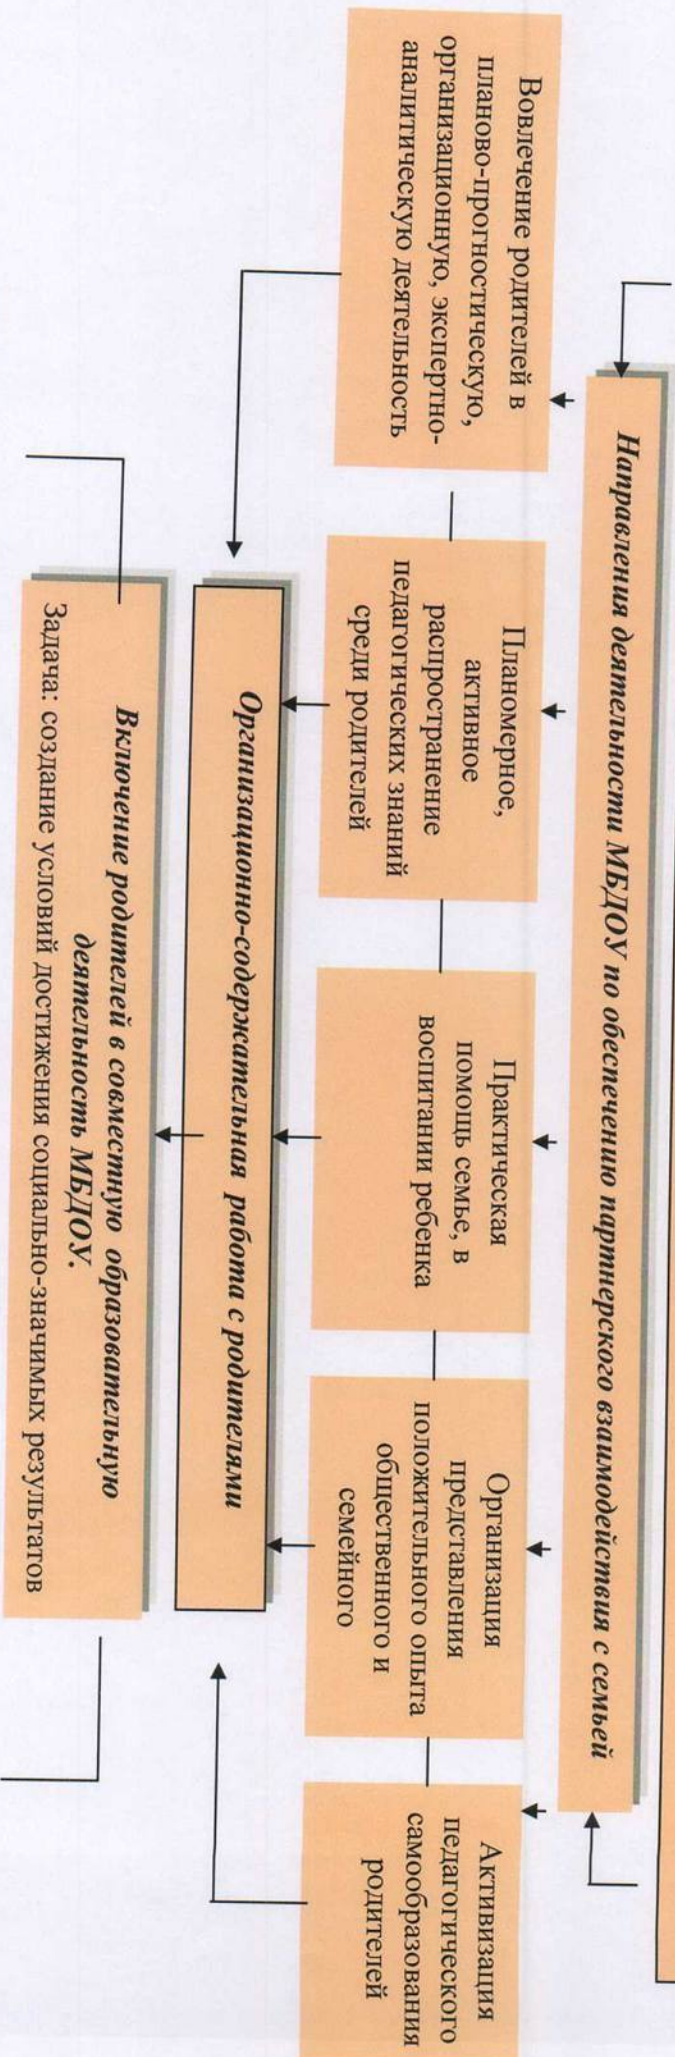 Направления деятельности МБДОУ по обеспечению партнерского взаимодействия с семьей
Вовлечение родителей в
планово-прогностическую,
организационную, экспертно-
аналитическую деятельность
Планомерное,
активное
распространение
педагогических знаний
среди родителей
Практическая
помощь семье, в
воспитании ребенка
Организация
представления
положительного опыта
общественного и
семейного
Активизация
педагогического
самообразования
родителей
Организационно-содержательная работа с родителями
Включение родителей в совместную образовательную
деятельность МБДОУ.
Задача: создание условий достижения социально-значимых результатов